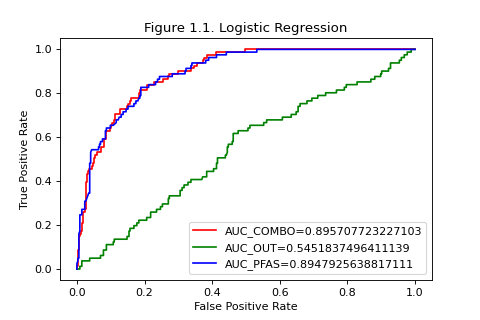 Figure 1.1. Logistic Regression
True Positive Rate
1.0
0.8
0.6
0.4
0.2
0.0
AUC_COMBO=0.895707723227103
AUC_OUT=0.5451837496411139
AUC_PFAS=0.8947925638817111
0.0 0.2 0.4 0.6 0.8 1.0
False Positive Rate